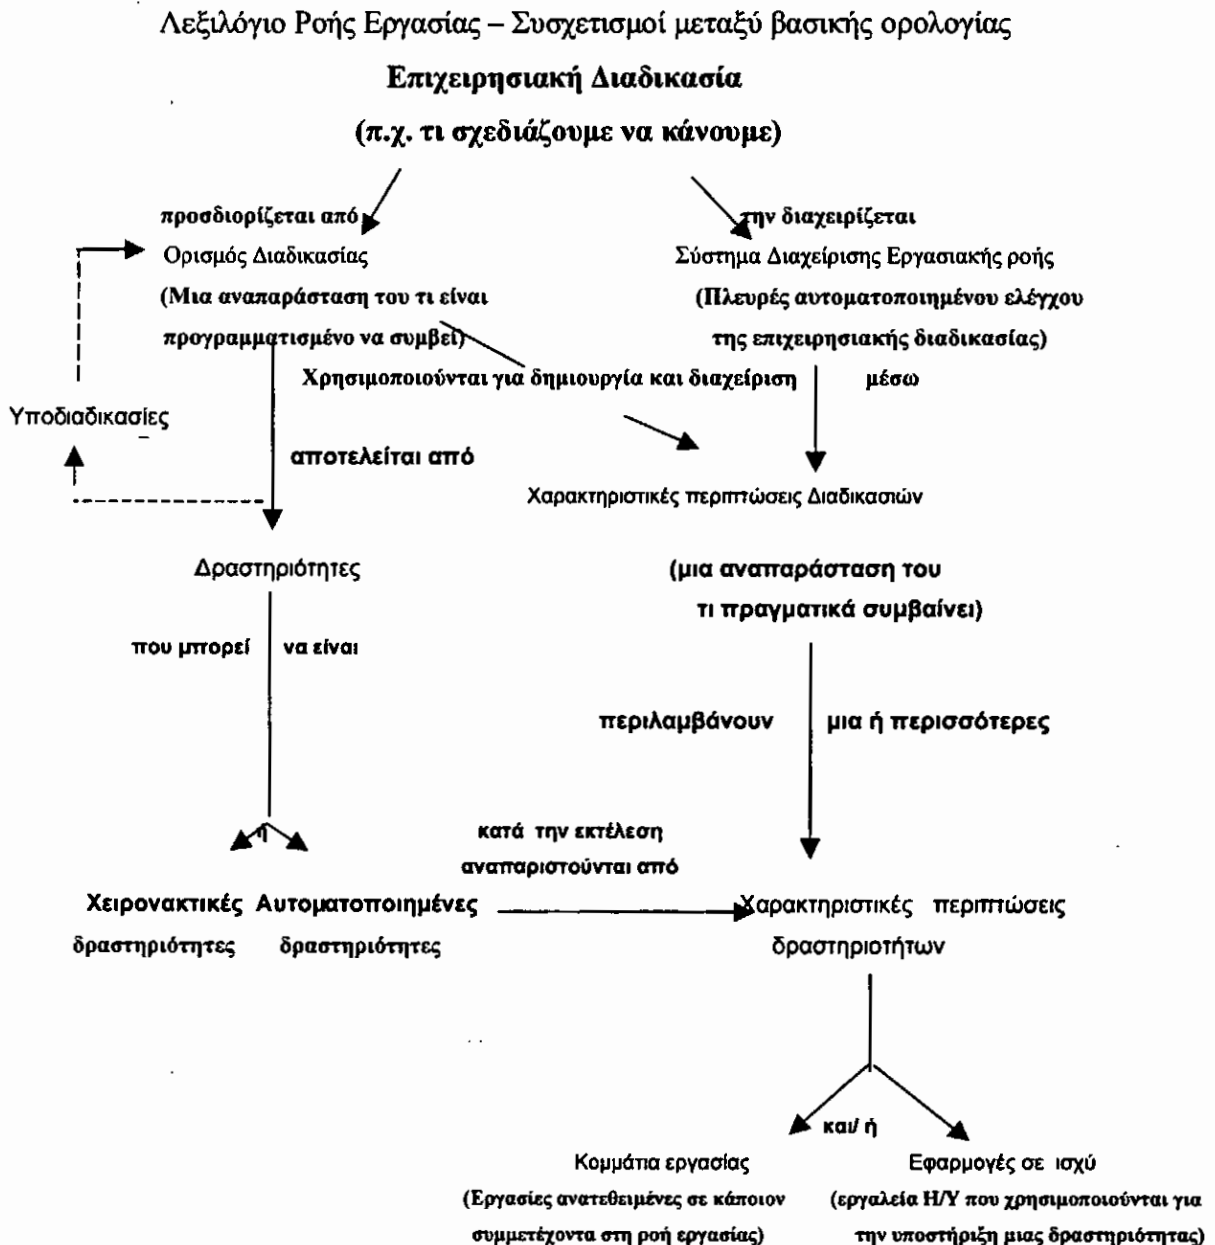 Λεξιλόγιο Ροής Εργασίας – Συσχετισμοί μεταξύ βασικής ορολογίας
Επιχειρησιακή Διαδικασία
(π.χ. τι σχεδιάζουμε να κάνουμε)
προσδιορίζεται από
την διαχειρίζεται
Ορισμός Διαδικασίας
Σύστημα Διαχείρισης Εργασιακής ροής
(Μια αναπαράσταση του τι είναι
προγραμματισμένο να συμβεί)
(Πλευρές αυτοματοποιημένου ελέγχου
της επιχειρησιακής διαδικασίας)
Χρησιμοποιούνται για δημιουργία και διαχείριση
μέσω
Υποδιαδικασίες
αποτελείται από
Χαρακτηριστικές περιπτώσεις Διαδικασιών
Δραστηριότητες
(μια αναπαράσταση του
τι πραγματικά συμβαίνει)
που μπορεί να είναι
περιλαμβάνουν μια ή περισσότερες
ή
κατά την εκτέλεση
αναπαριστούνται από
Χειρονακτικές Αυτοματοποιημένες
δραστηριότητες δραστηριότητες
Χαρακτηριστικές περιπτώσεις
δραστηριοτήτων
και/ ή
Κομμάτια εργασίας
(Εργασίες ανατεθειμένες σε κάποιον
συμμετέχοντα στη ροή εργασίας)
Εφαρμογές σε ισχύ
(εργαλεία Η/Υ που χρησιμοποιούνται για
την υποστήριξη μιας δραστηριότητας)